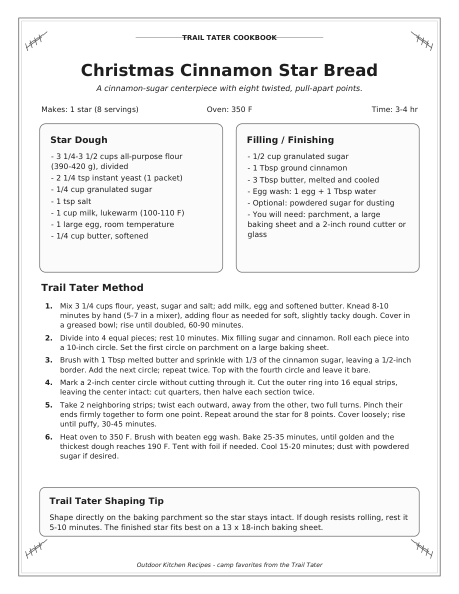 TRAIL TATER COOKBOOK
Christmas Cinnamon Star Bread
A cinnamon-sugar centerpiece with eight twisted, pull-apart points.
Makes: 1 star (8 servings)
Oven: 350 F
Time: 3-4 hr
Star Dough
- 3 1/4-3 1/2 cups all-purpose flour
(390-420 g), divided
- 2 1/4 tsp instant yeast (1 packet)
- 1/4 cup granulated sugar
- 1 tsp salt
- 1 cup milk, lukewarm (100-110 F)
- 1 large egg, room temperature
- 1/4 cup butter, softened
Filling / Finishing
- 1/2 cup granulated sugar
- 1 Tbsp ground cinnamon
- 3 Tbsp butter, melted and cooled
- Egg wash: 1 egg + 1 Tbsp water
- Optional: powdered sugar for dusting
- You will need: parchment, a large
baking sheet and a 2-inch round cutter or
glass
Trail Tater Method
1. Mix 3 1/4 cups flour, yeast, sugar and salt; add milk, egg and softened butter. Knead 8-10
minutes by hand (5-7 in a mixer), adding flour as needed for soft, slightly tacky dough. Cover in
a greased bowl; rise until doubled, 60-90 minutes.
2. Divide into 4 equal pieces; rest 10 minutes. Mix filling sugar and cinnamon. Roll each piece into
a 10-inch circle. Set the first circle on parchment on a large baking sheet.
3. Brush with 1 Tbsp melted butter and sprinkle with 1/3 of the cinnamon sugar, leaving a 1/2-inch
border. Add the next circle; repeat twice. Top with the fourth circle and leave it bare.
4. Mark a 2-inch center circle without cutting through it. Cut the outer ring into 16 equal strips,
leaving the center intact: cut quarters, then halve each section twice.
5. Take 2 neighboring strips; twist each outward, away from the other, two full turns. Pinch their
ends firmly together to form one point. Repeat around the star for 8 points. Cover loosely; rise
until puffy, 30-45 minutes.
6. Heat oven to 350 F. Brush with beaten egg wash. Bake 25-35 minutes, until golden and the
thickest dough reaches 190 F. Tent with foil if needed. Cool 15-20 minutes; dust with powdered
sugar if desired.
Trail Tater Shaping Tip
Shape directly on the baking parchment so the star stays intact. If dough resists rolling, rest it
5-10 minutes. The finished star fits best on a 13 x 18-inch baking sheet.
Outdoor Kitchen Recipes - camp favorites from the Trail Tater